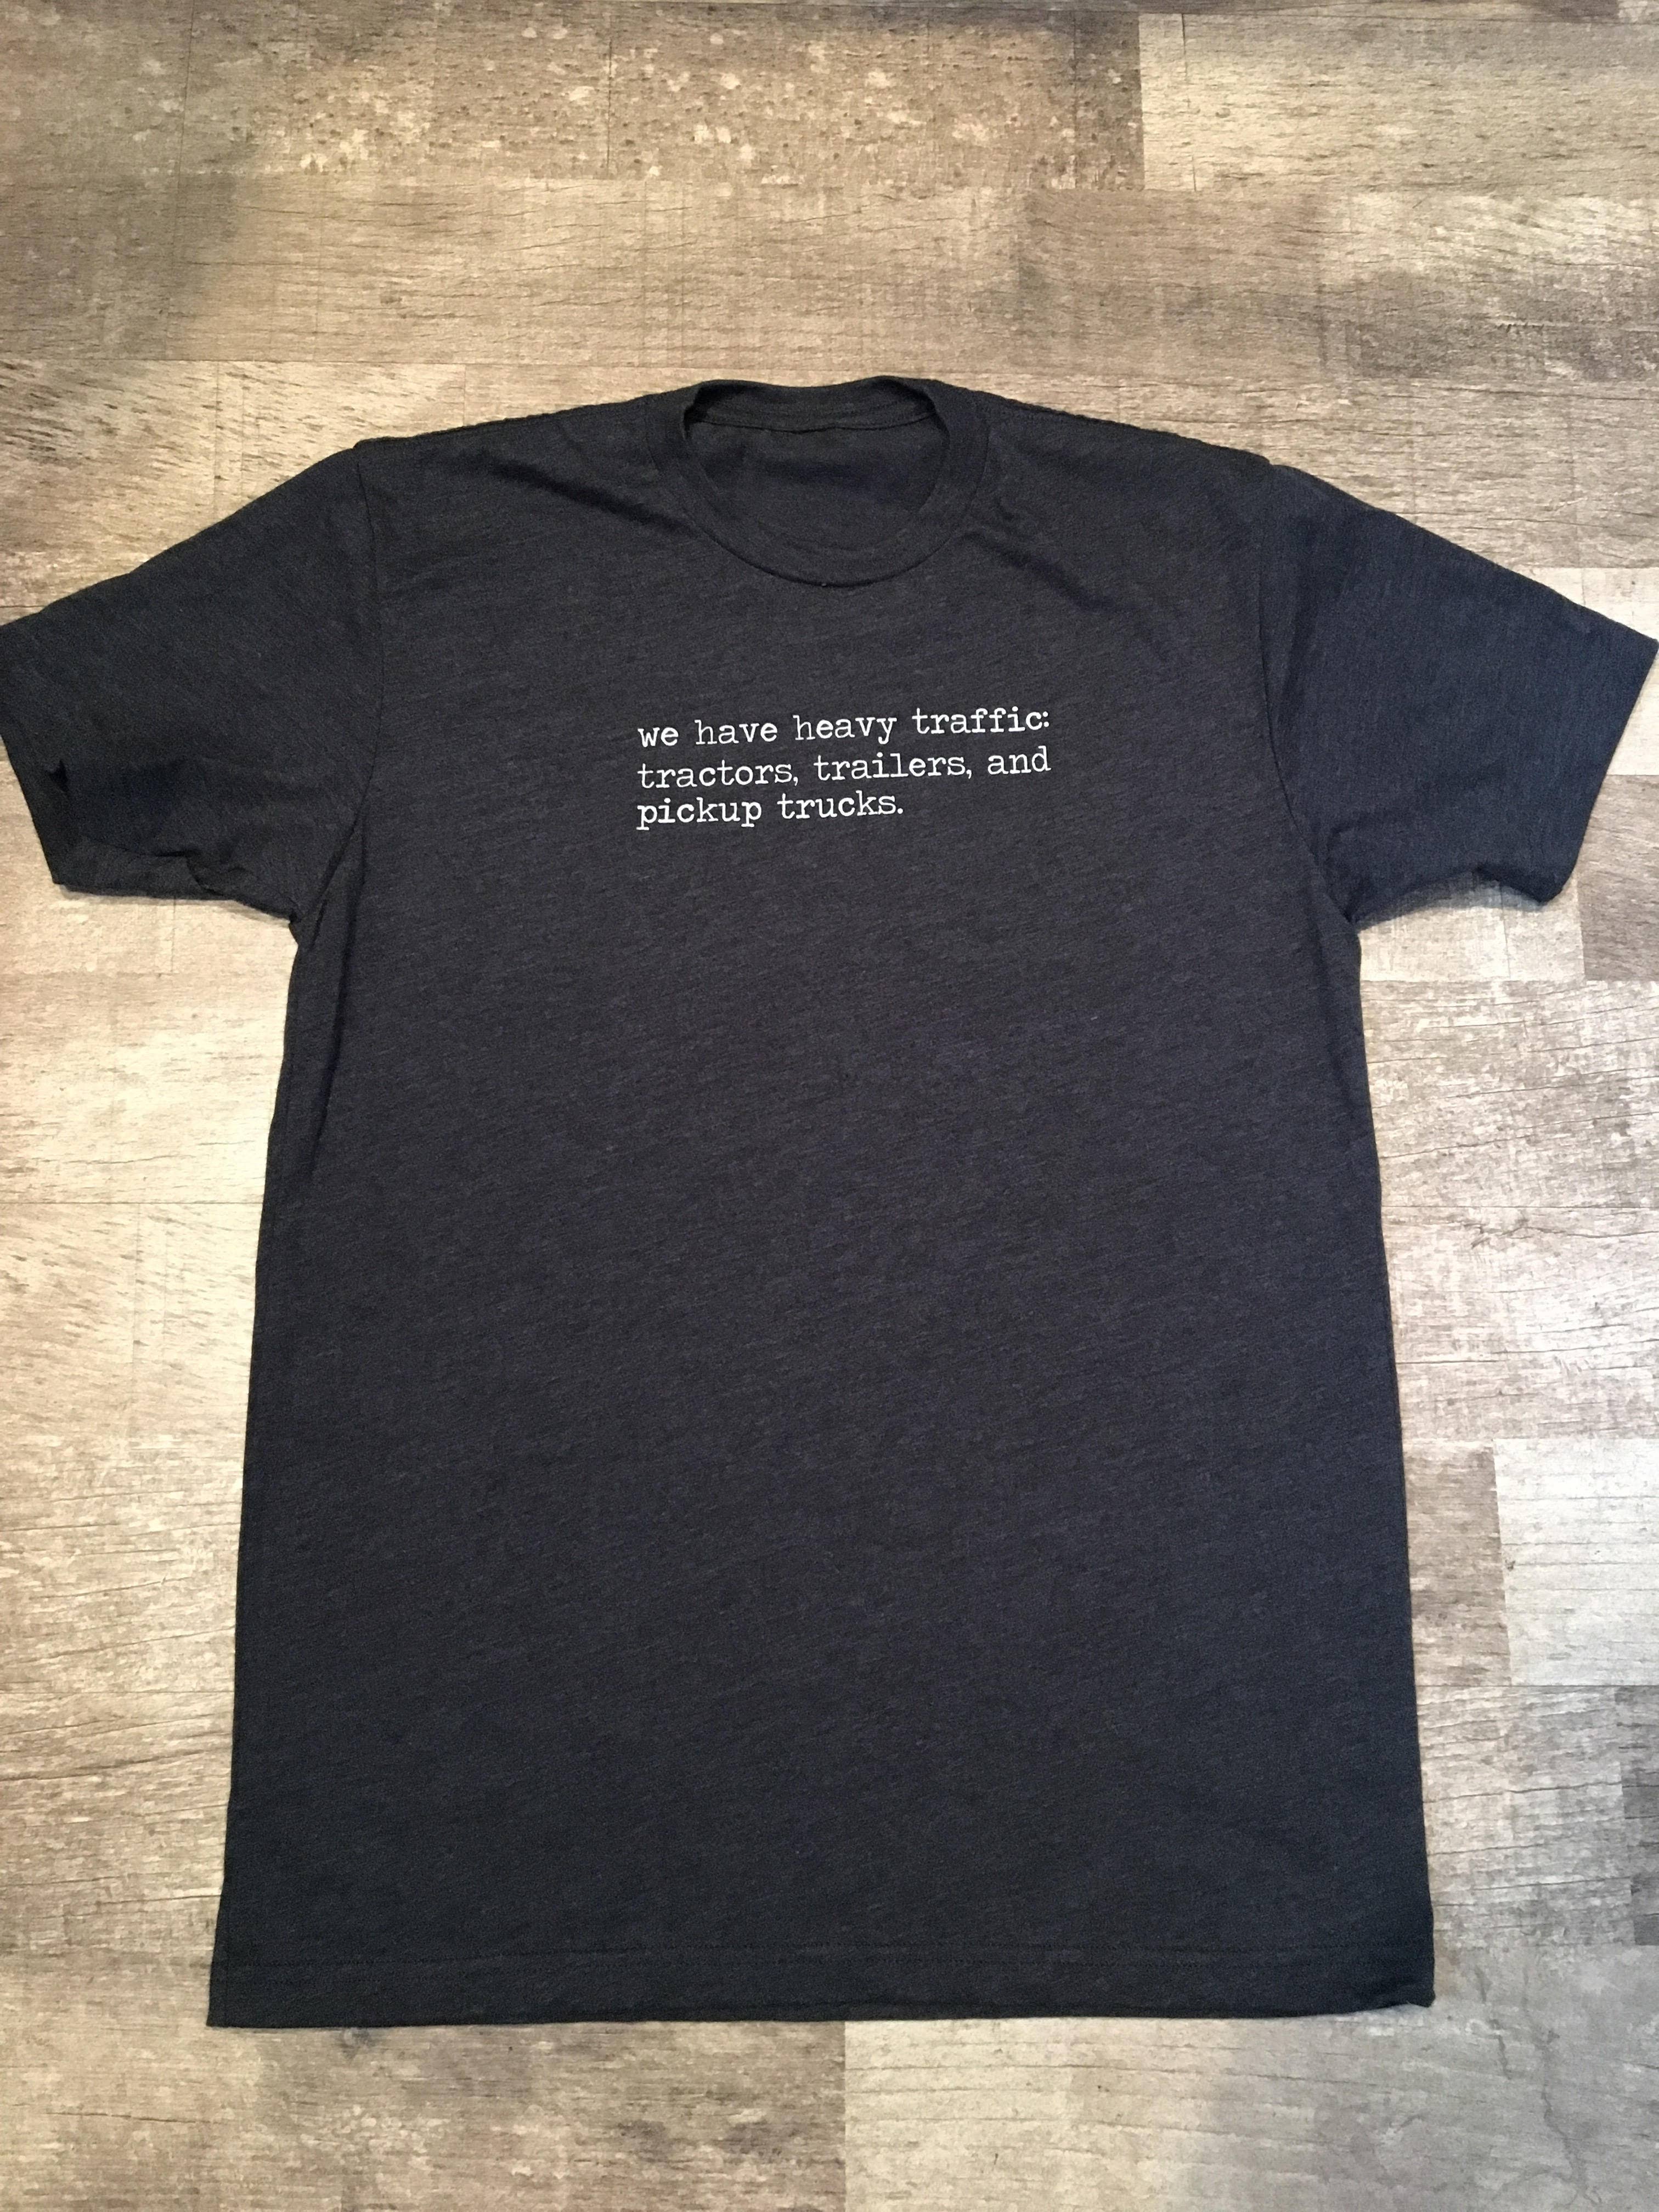 we have heavy traffic:
tractors, trailers, and
pickup trucks.